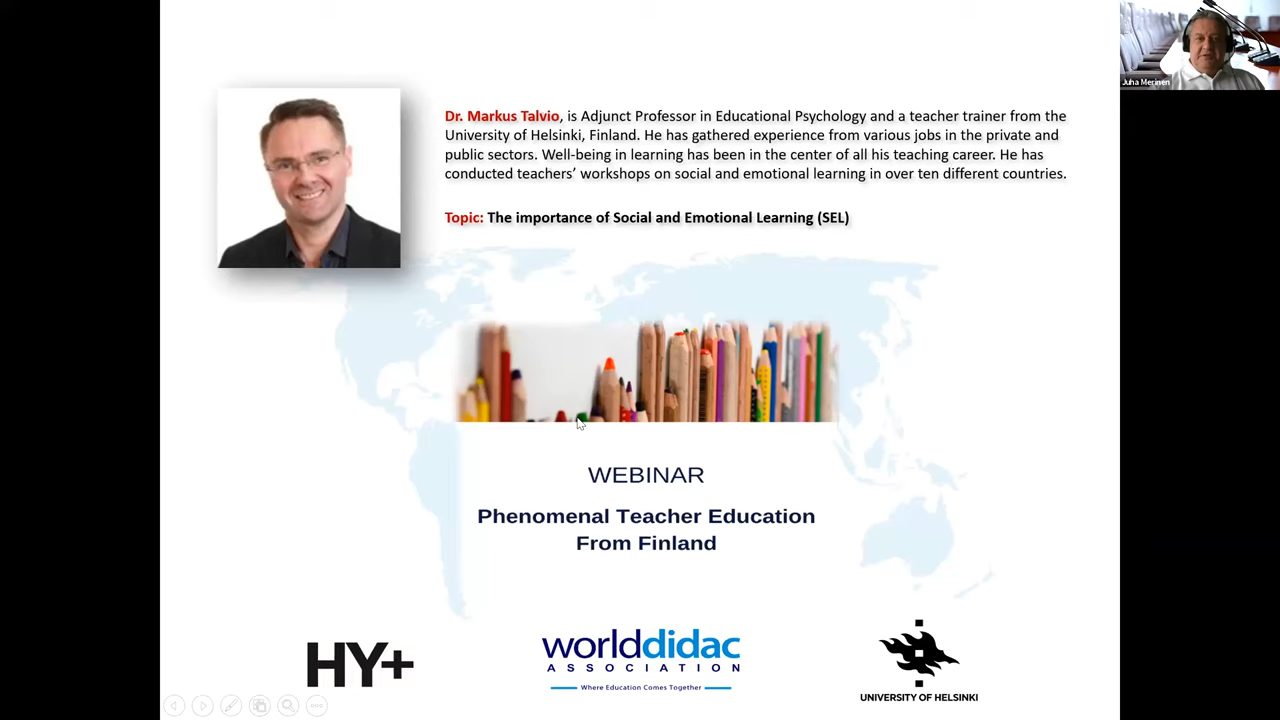 Juha Merinen
Dr. Markus Talvio, is Adjunct Professor in Educational Psychology and a teacher trainer from the
University of Helsinki, Finland. He has gathered experience from various jobs in the private and
public sectors. Well-being in learning has been in the center of all his teaching career. He has
conducted teachers’ workshops on social and emotional learning in over ten different countries.
Topic: The importance of Social and Emotional Learning (SEL)
WEBINAR
Phenomenal Teacher Education
From Finland
HY+
worlddidac
ASSOCIATION
Where Education Comes Together
UNIVERSITY OF HELSINKI